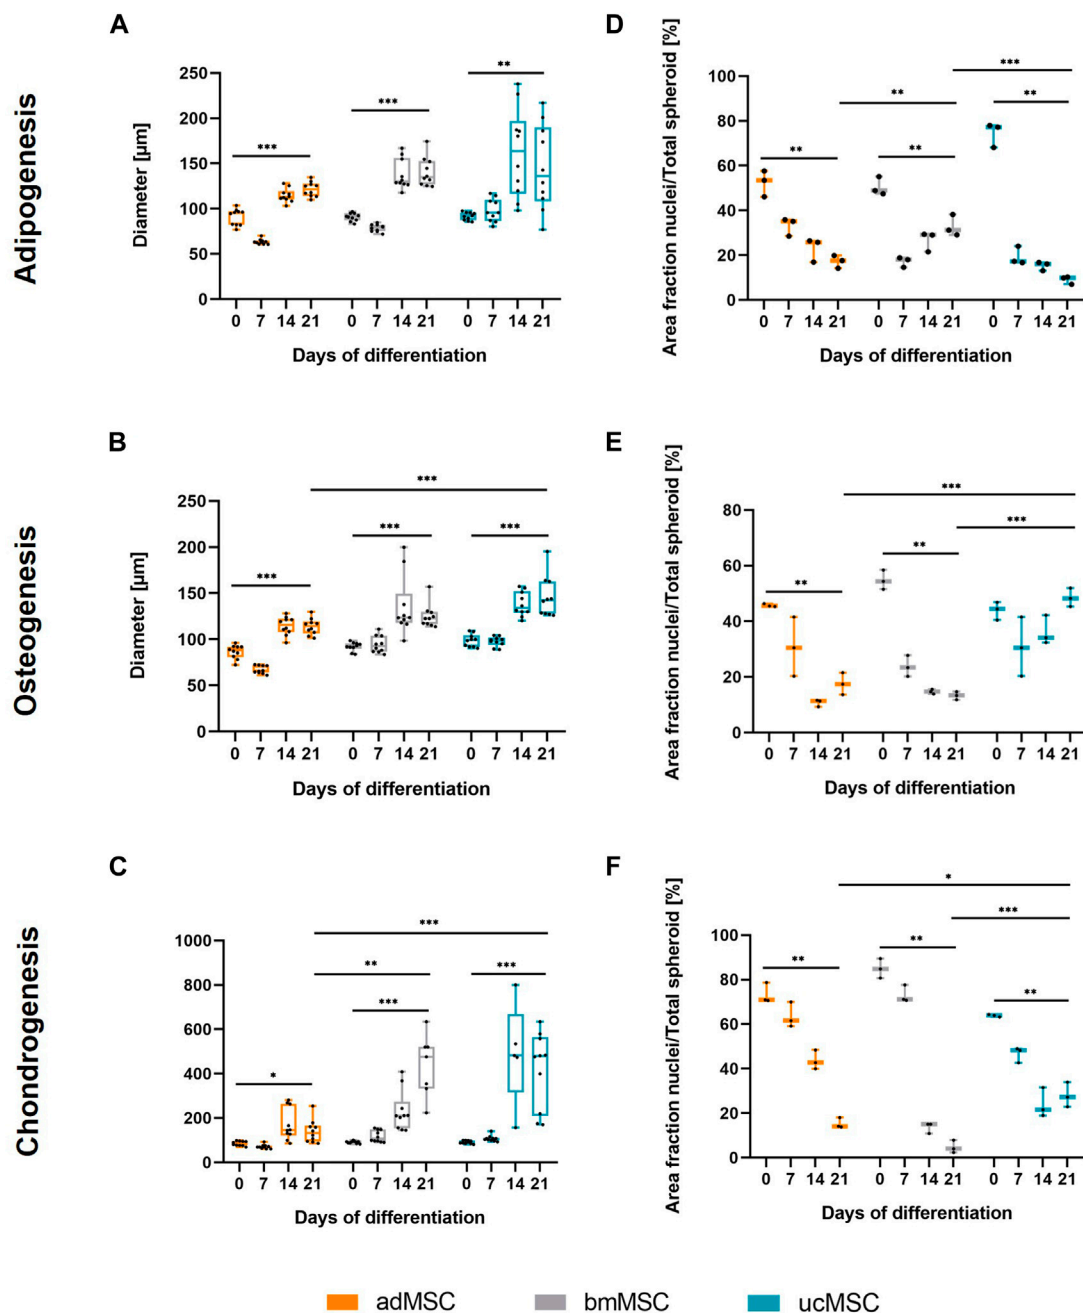 A
Adipogenesis
Diameter [µm]
250
200
150
100
50
0
***
***
**
0 7 14 21 0 7 14 21 0 7 14 21
Days of differentiation
D
Area fraction nuclei/Total spheroid [%]
100
80
60
40
20
0
***
**
**
**
**
0 7 14 21 0 7 14 21 0 7 14 21
Days of differentiation
B
Osteogenesis
Diameter [µm]
250
200
150
100
50
0
***
***
***
***
0 7 14 21 0 7 14 21 0 7 14 21
Days of differentiation
E
Area fraction nuclei/Total spheroid [%]
80
60
40
20
0
***
***
**
**
0 7 14 21 0 7 14 21 0 7 14 21
Days of differentiation
C
Chondrogenesis
1000
800
600
400
200
0
***
**
***
***
*
0 7 14 21 0 7 14 21 0 7 14 21
Days of differentiation
F
Area fraction nuclei/Total spheroid [%]
100
80
60
40
20
0
*
***
**
**
**
0 7 14 21 0 7 14 21 0 7 14 21
Days of differentiation
adMSC bmMSC ucMSC